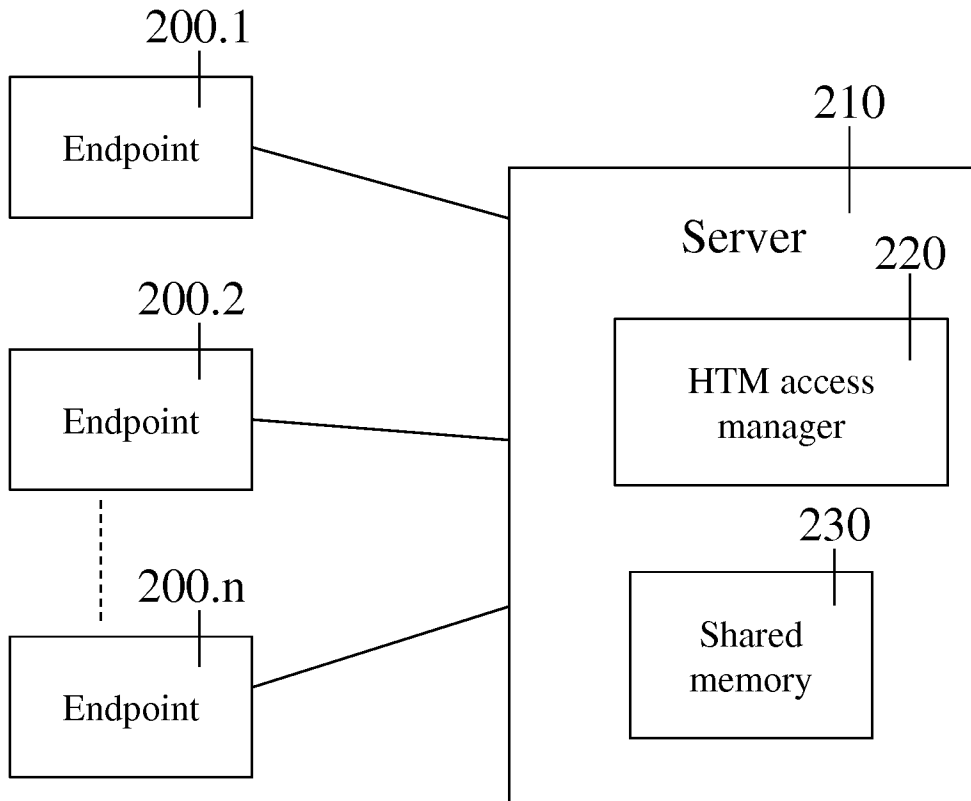 200.1
Endpoint
200.2
Endpoint
200.n
Endpoint
210
Server
220
HTM access
manager
230
Shared
memory